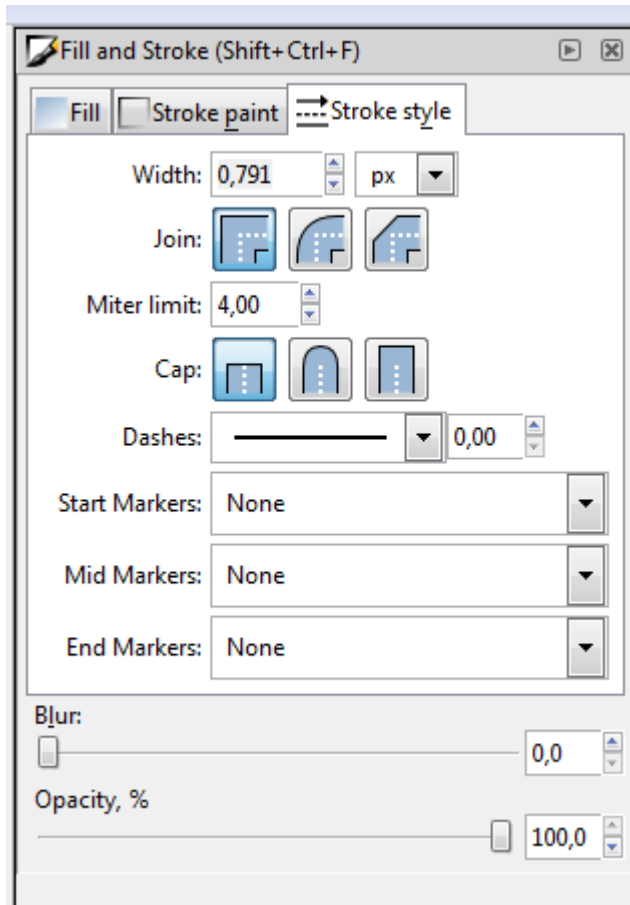 Fill and Stroke (Shift+Ctrl+F)
Fill Stroke paint Stroke style
Width: 0,791 px
Join:
Miter limit: 4,00
Cap:
Dashes: 0,00
Start Markers: None
Mid Markers: None
End Markers: None
Blur:
0,0
Opacity, %
100,0